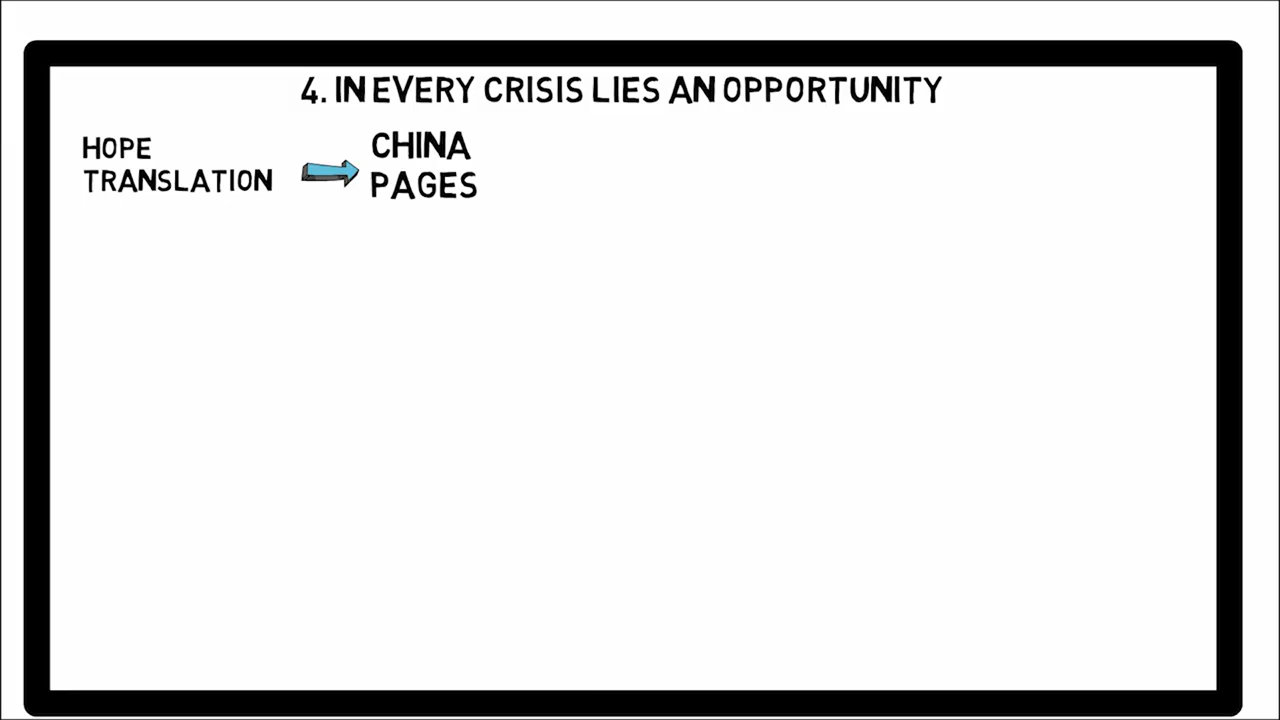 4. IN EVERY CRISIS LIES AN OPPORTUNITY
HOPE
TRANSLATION
CHINA
PAGES